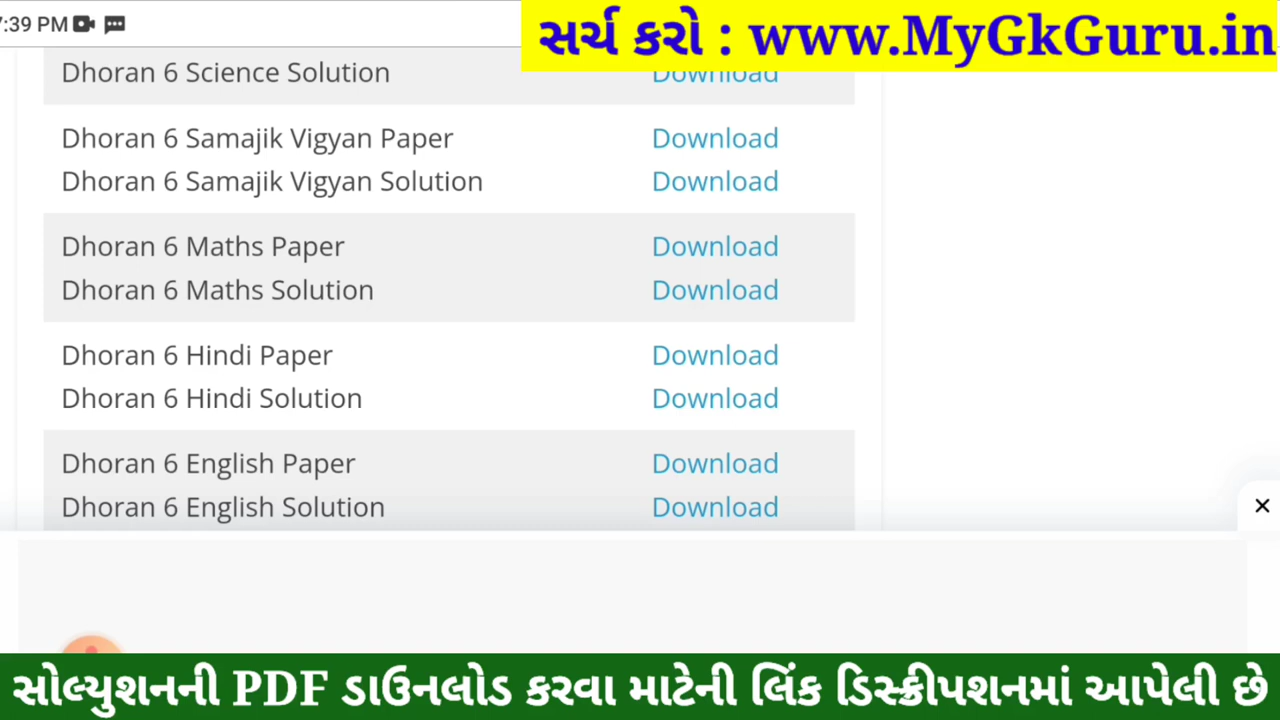 :39 PM
સર્ચ કરો : www.MyGkGuru.in
Dhoran 6 Science Solution Download
Dhoran 6 Samajik Vigyan Paper Download
Dhoran 6 Samajik Vigyan Solution Download
Dhoran 6 Maths Paper Download
Dhoran 6 Maths Solution Download
Dhoran 6 Hindi Paper Download
Dhoran 6 Hindi Solution Download
Dhoran 6 English Paper Download
Dhoran 6 English Solution Download
સોલ્યુશનની PDF ડાઉનલોડ કરવા માટેની લિંક ડિસ્ક્રીપશનમાં આપેલી છે